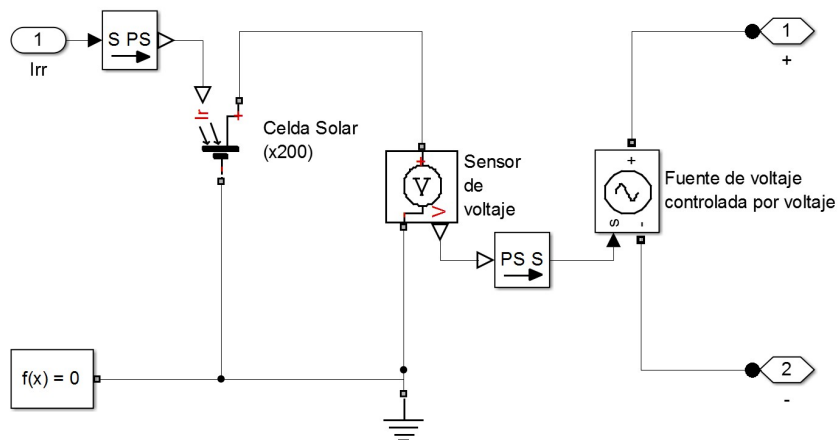 1
Irr
S PS
Ir
+
-
Celda Solar
(x200)
+
V
-
V
Sensor
de
voltaje
PS S
+
s
-
Fuente de voltaje
controlada por voltaje
1
+
2
-
f(x) = 0